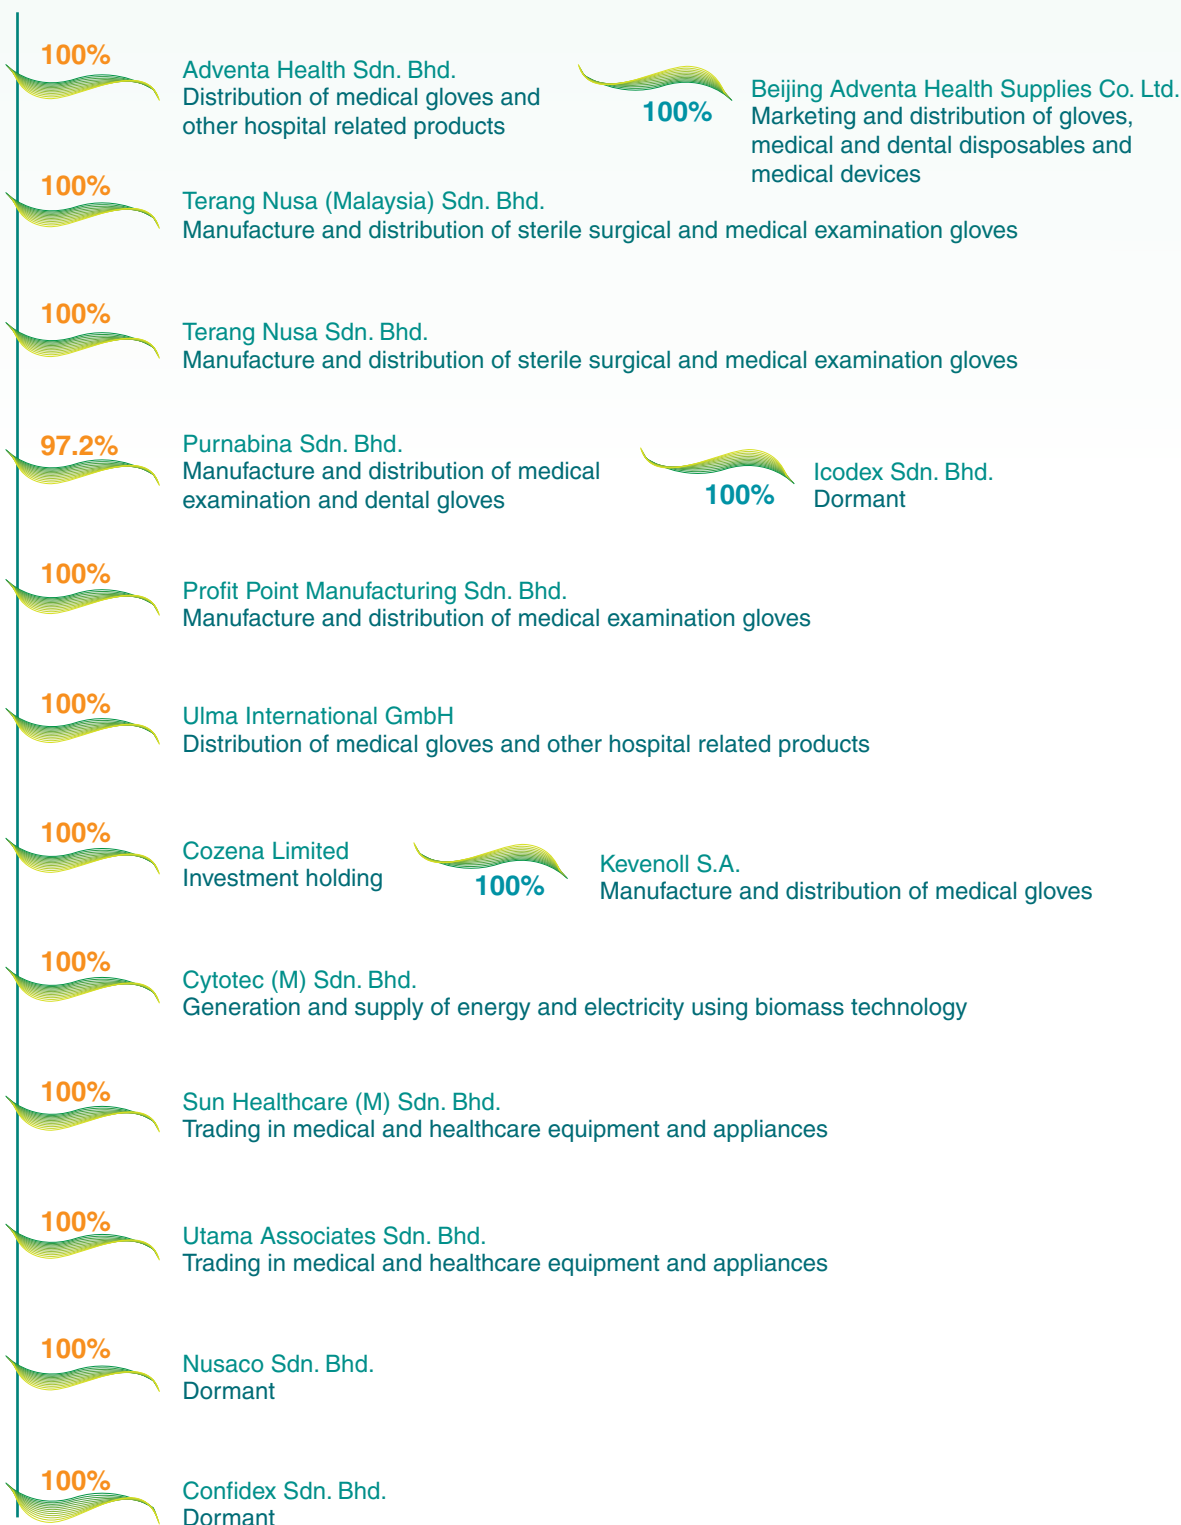 100%
Adventa Health Sdn. Bhd.
Distribution of medical gloves and
other hospital related products
100%
Beijing Adventa Health Supplies Co. Ltd.
Marketing and distribution of gloves,
medical and dental disposables and
medical devices
100%
Terang Nusa (Malaysia) Sdn. Bhd.
Manufacture and distribution of sterile surgical and medical examination gloves
100%
Terang Nusa Sdn. Bhd.
Manufacture and distribution of sterile surgical and medical examination gloves
97.2%
Purnabina Sdn. Bhd.
Manufacture and distribution of medical
examination and dental gloves
100%
Icodex Sdn. Bhd.
Dormant
100%
Profit Point Manufacturing Sdn. Bhd.
Manufacture and distribution of medical examination gloves
100%
Ulma International GmbH
Distribution of medical gloves and other hospital related products
100%
Cozena Limited
Investment holding
100%
Kevenoll S.A.
Manufacture and distribution of medical gloves
100%
Cytotec (M) Sdn. Bhd.
Generation and supply of energy and electricity using biomass technology
100%
Sun Healthcare (M) Sdn. Bhd.
Trading in medical and healthcare equipment and appliances
100%
Utama Associates Sdn. Bhd.
Trading in medical and healthcare equipment and appliances
100%
Nusaco Sdn. Bhd.
Dormant
100%
Confidex Sdn. Bhd.
Dormant